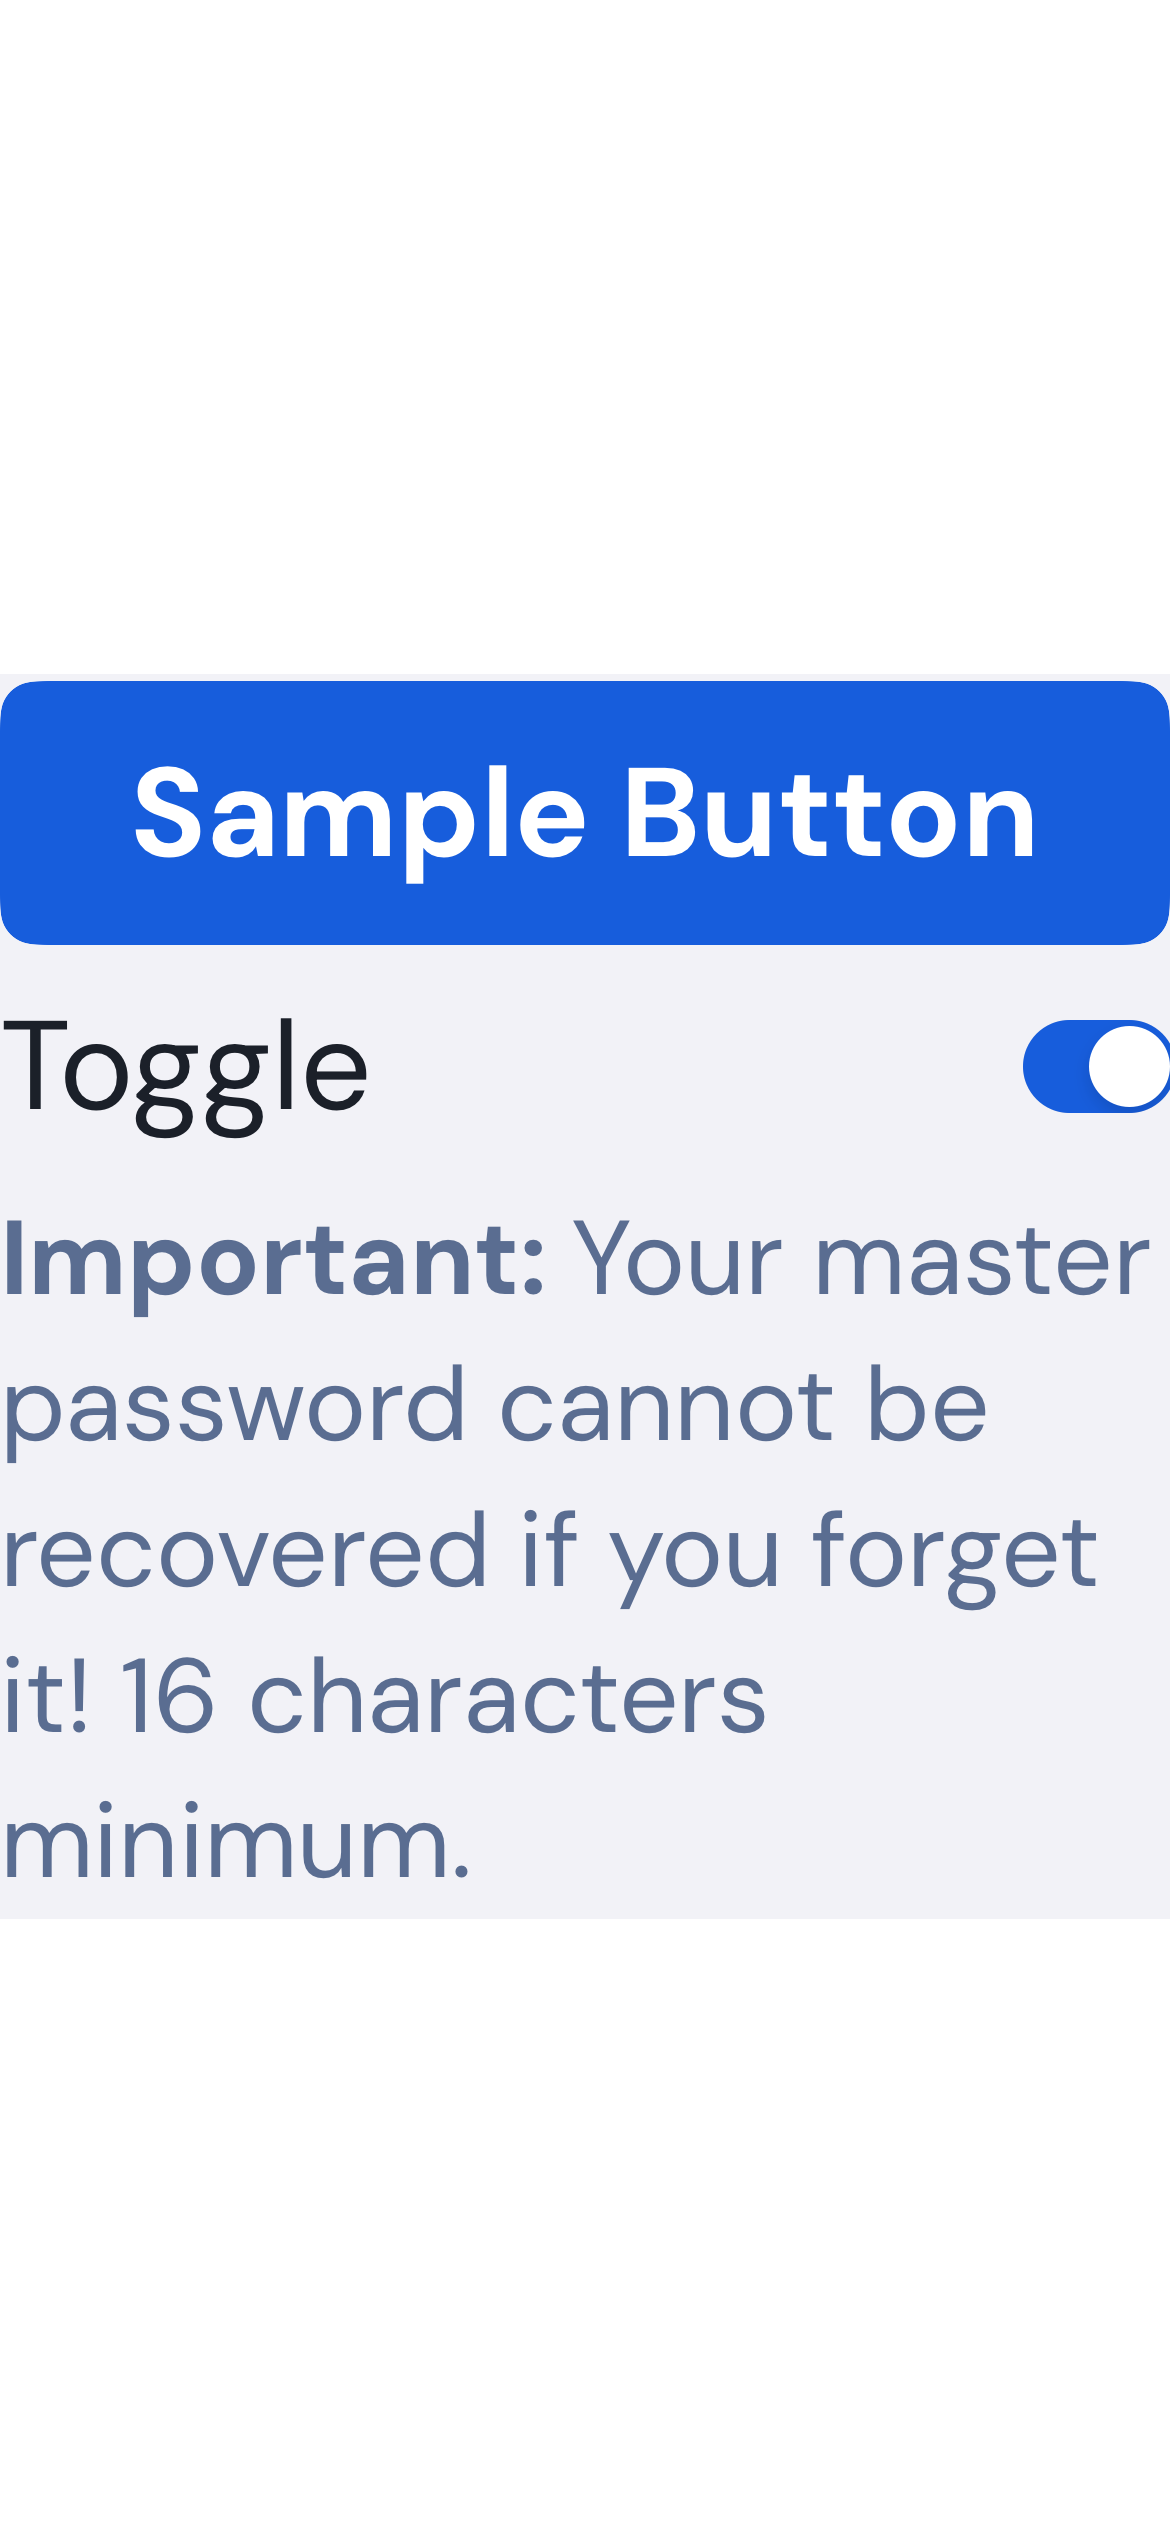 Sample Button
Toggle
Important: Your master
password cannot be
recovered if you forget
it! 16 characters
minimum.